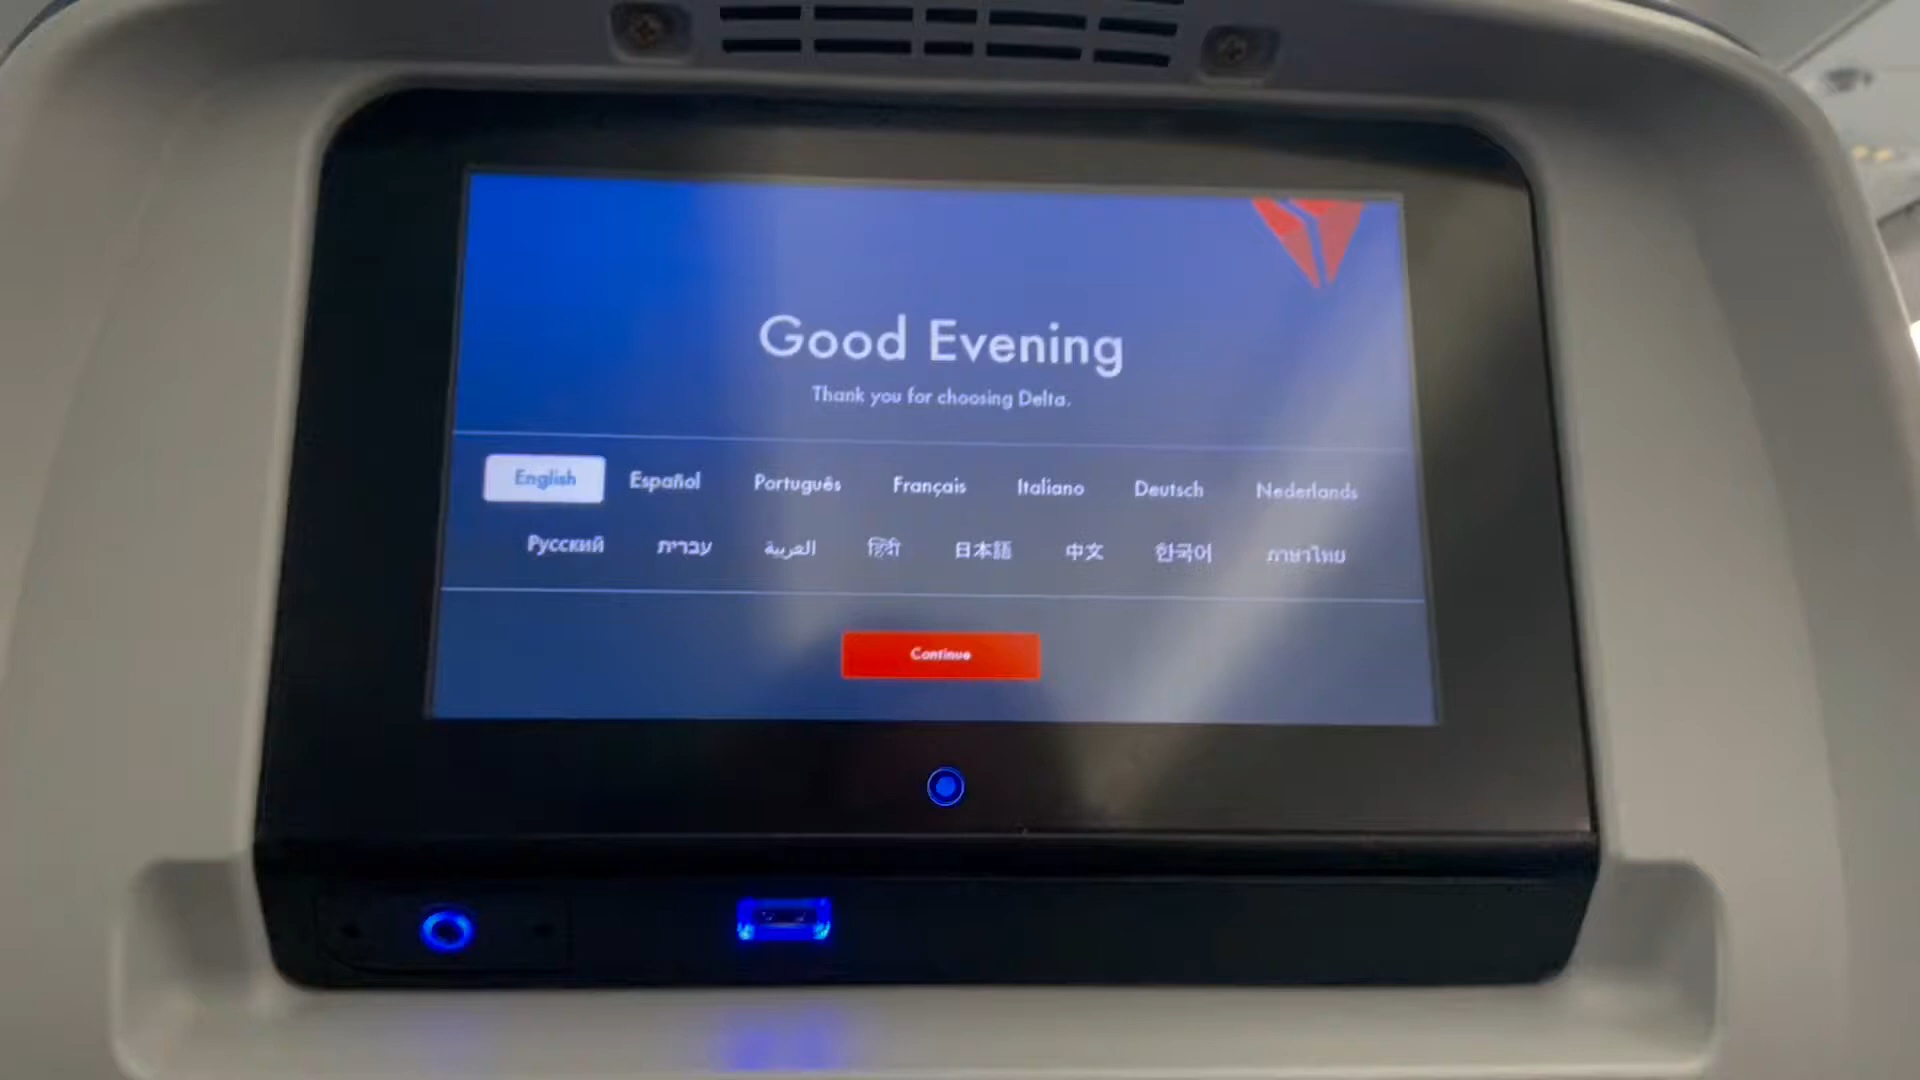 Good Evening
Thank you for choosing Delta.
English Español Português Français Italiano Deutsch Nederlands
Русский עברית العربية हिंदी 日本語 中文 한국어 ภาษาไทย
Continue